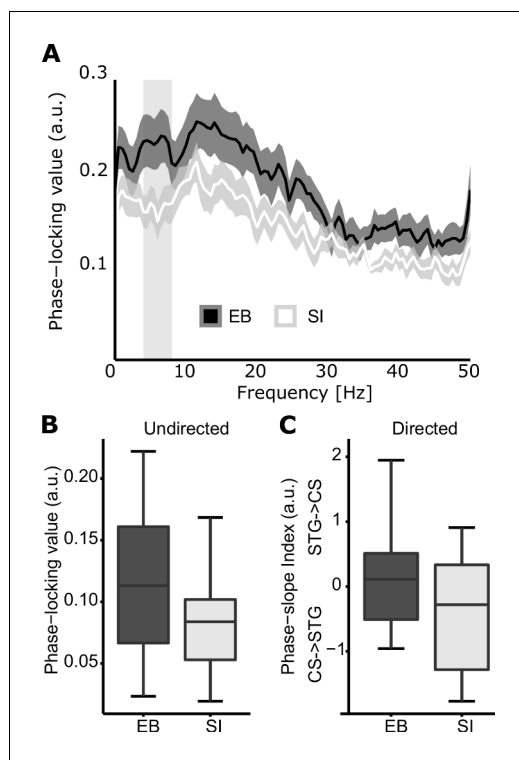 A
0.3
0.2
0.1
Phase-locking value (a.u.)
EB SI
0 10 20 30 40 50
Frequency [Hz]
B
Undirected
0.20
0.15
0.10
0.05
Phase-locking value (a.u.)
EB SI
C
Directed
2
1
0
-1
Phase-slope Index (a.u.)
CS->STG STG->CS
EB SI